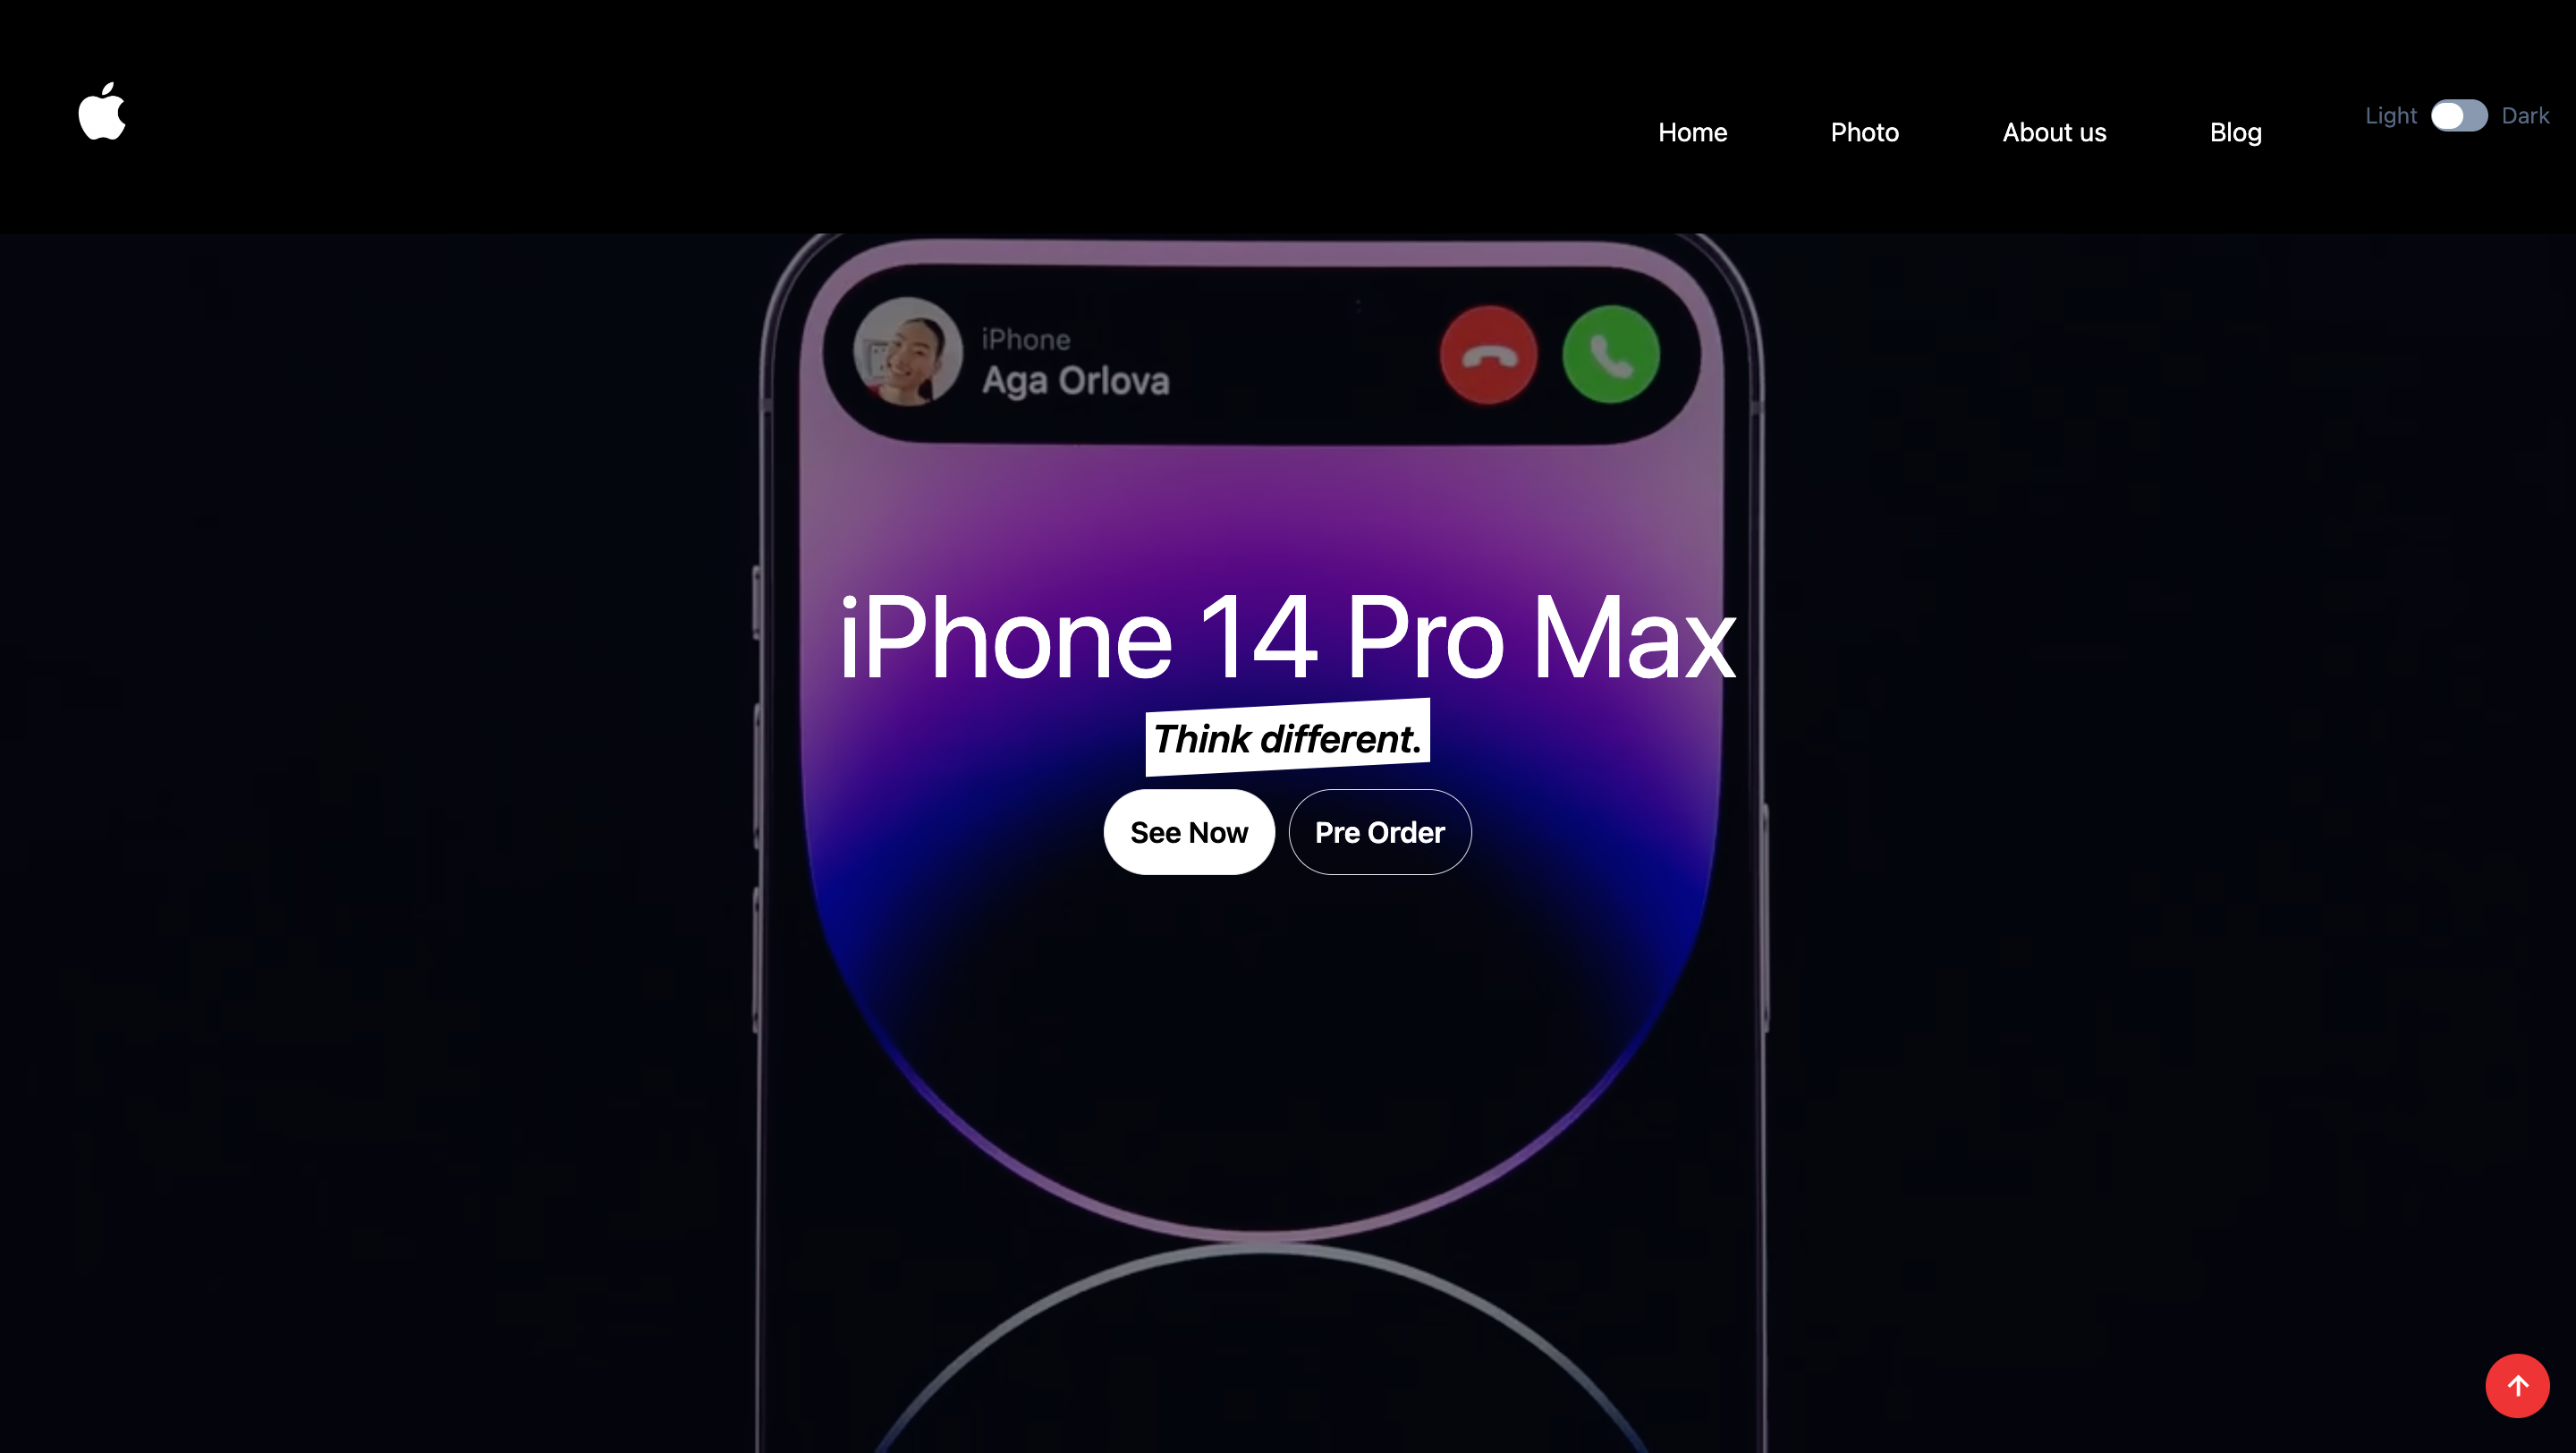 Home Photo About us Blog Light Dark
iPhone
Aga Orlova
iPhone 14 Pro Max
Think different.
See Now Pre Order